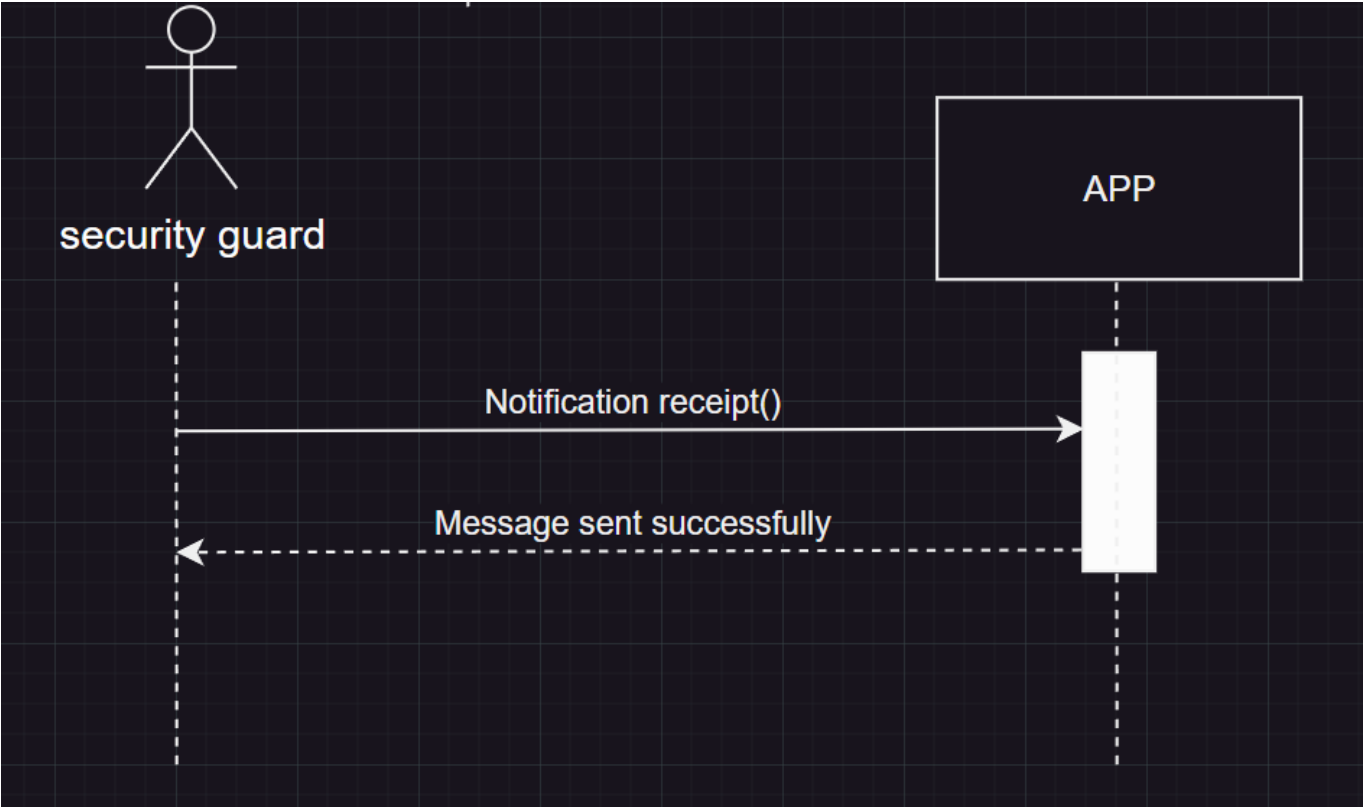 security guard
APP
Notification receipt()
Message sent successfully